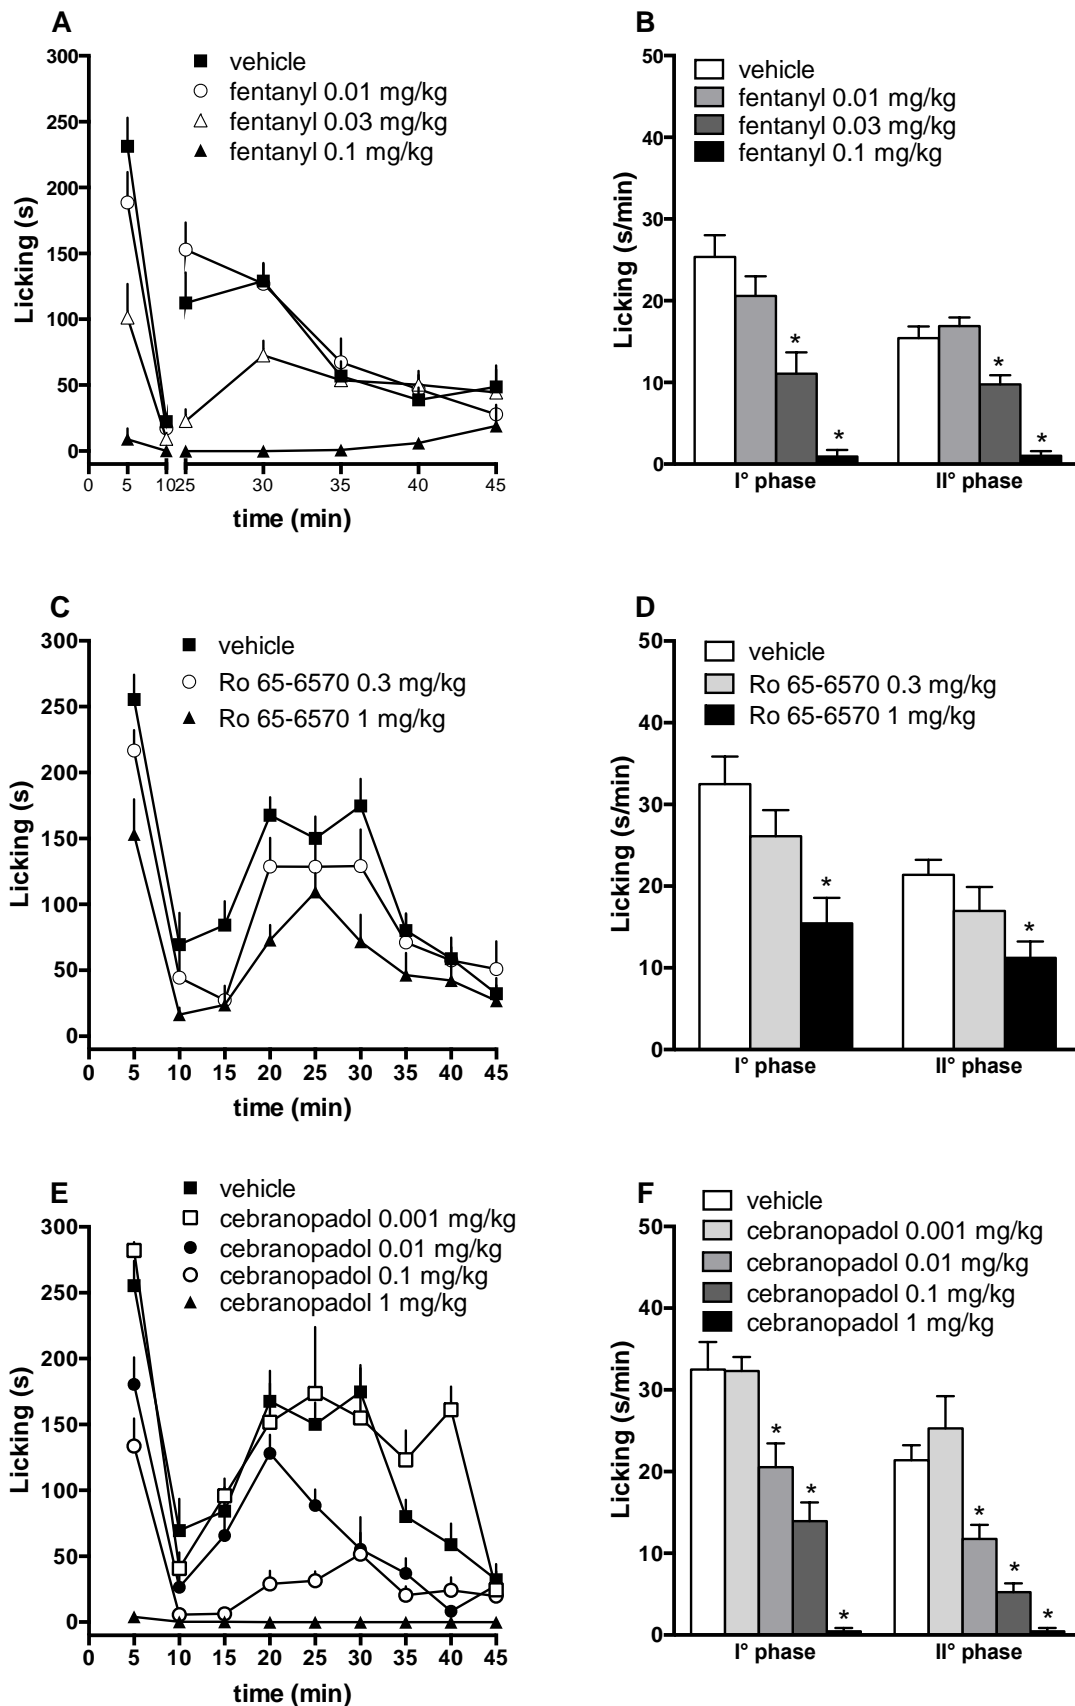 A
300
250
200
150
100
50
0
Licking (s)
vehicle
fentanyl 0.01 mg/kg
fentanyl 0.03 mg/kg
fentanyl 0.1 mg/kg
0 5 10 25 30 35 40 45
time (min)
B
50
40
30
20
10
0
Licking (s/min)
vehicle
fentanyl 0.01 mg/kg
fentanyl 0.03 mg/kg
fentanyl 0.1 mg/kg
* * * *
I° phase II° phase
C
300
250
200
150
100
50
0
Licking (s)
vehicle
Ro 65-6570 0.3 mg/kg
Ro 65-6570 1 mg/kg
0 5 10 15 20 25 30 35 40 45
time (min)
D
50
40
30
20
10
0
Licking (s/min)
vehicle
Ro 65-6570 0.3 mg/kg
Ro 65-6570 1 mg/kg
* *
I° phase II° phase
E
300
250
200
150
100
50
0
Licking (s)
vehicle
cebranopadol 0.001 mg/kg
cebranopadol 0.01 mg/kg
cebranopadol 0.1 mg/kg
cebranopadol 1 mg/kg
0 5 10 15 20 25 30 35 40 45
time (min)
F
50
40
30
20
10
0
Licking (s/min)
vehicle
cebranopadol 0.001 mg/kg
cebranopadol 0.01 mg/kg
cebranopadol 0.1 mg/kg
cebranopadol 1 mg/kg
* * * * * *
I° phase II° phase